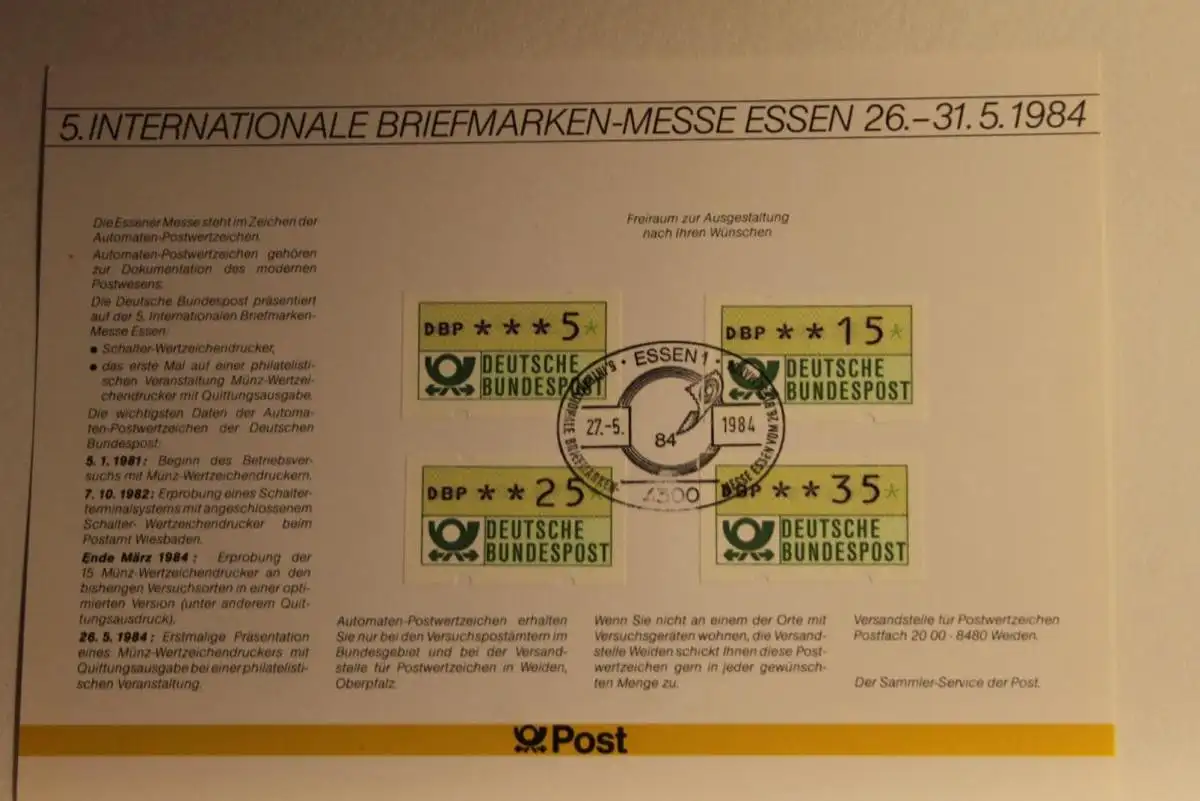 5. INTERNATIONALE BRIEFMARKEN-MESSE ESSEN 26.–31.5.1984
Die Essener Messe steht im Zeichen der
Automaten-Postwertzeichen.
Automaten-Postwertzeichen gehören
zur Dokumentation des modernen
Postwesens.
Die Deutsche Bundespost präsentiert
auf der 5. Internationalen Briefmarken-
Messe Essen:
● Schalter-Wertzeichendrucker,
● das erste Mal auf einer philatelisti-
schen Veranstaltung Münz-Wertzei-
chendrucker mit Quittungsausgabe.
Die wichtigsten Daten der Automa-
ten-Postwertzeichen der Deutschen
Bundespost:
5. 1. 1981: Beginn des Betriebsver-
suchs mit Münz-Wertzeichendruckern.
7. 10. 1982: Erprobung eines Schalter-
terminalsystems mit angeschlossenem
Schalter-Wertzeichendrucker beim
Postamt Wiesbaden.
Ende März 1984: Erprobung der
15 Münz-Wertzeichendrucker an den
bisherigen Versuchsorten in einer opti-
mierten Version (unter anderem Quit-
tungsausdruck).
26. 5. 1984: Erstmalige Präsentation
eines Münz-Wertzeichendruckers mit
Quittungsausgabe bei einer philatelisti-
schen Veranstaltung.
Freiraum zur Ausgestaltung
nach Ihren Wünschen
DBP ***5*
DEUTSCHE
BUNDESPOST
DBP **15*
DEUTSCHE
BUNDESPOST
DBP **25*
DEUTSCHE
BUNDESPOST
DBP **35*
DEUTSCHE
BUNDESPOST
· ESSEN 1 ·
5. INTERNATIONALE BRIEFMARKEN-
MESSE ESSEN VOM 26. BIS 31. MAI
27.-5.
1984
84
4300
Automaten-Postwertzeichen erhalten
Sie nur bei den Versuchspostämtern im
Bundesgebiet und bei der Versand-
stelle für Postwertzeichen in Weiden,
Oberpfalz.
Wenn Sie nicht an einem der Orte mit
Versuchsgeräten wohnen, die Versand-
stelle Weiden schickt Ihnen diese Post-
wertzeichen gern in jeder gewünsch-
ten Menge zu.
Versandstelle für Postwertzeichen
Postfach 20 00 · 8480 Weiden.
Der Sammler-Service der Post.
Post